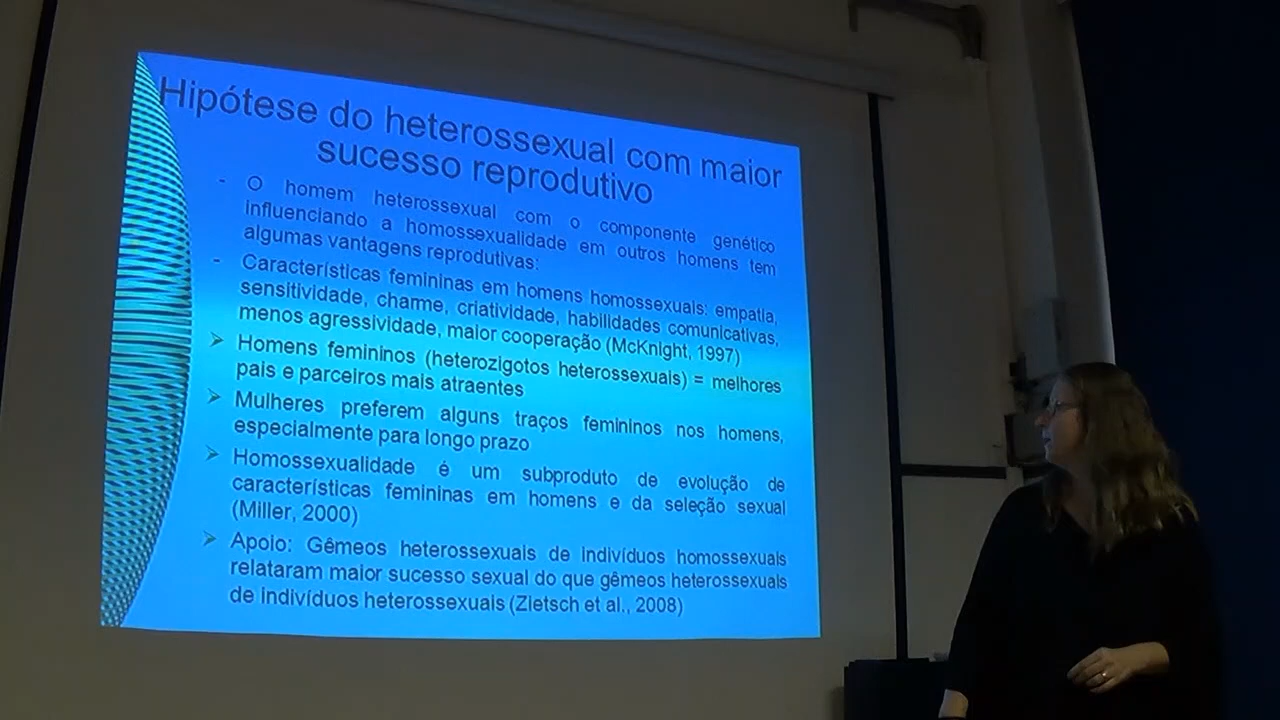 Hipótese do heterossexual com maior
sucesso reprodutivo
- O homem heterossexual com o componente genético
influenciando a homossexualidade em outros homens tem
algumas vantagens reprodutivas:
- Características femininas em homens homossexuais: empatia,
sensitividade, charme, criatividade, habilidades comunicativas,
menos agressividade, maior cooperação (McKnight, 1997)
➢ Homens femininos (heterozigotos heterossexuais) = melhores
pais e parceiros mais atraentes
➢ Mulheres preferem alguns traços femininos nos homens,
especialmente para longo prazo
➢ Homossexualidade é um subproduto de evolução de
características femininas em homens e da seleção sexual
(Miller, 2000)
➢ Apoio: Gêmeos heterossexuais de indivíduos homossexuais
relataram maior sucesso sexual do que gêmeos heterossexuais
de indivíduos heterossexuais (Zietsch et al., 2008)